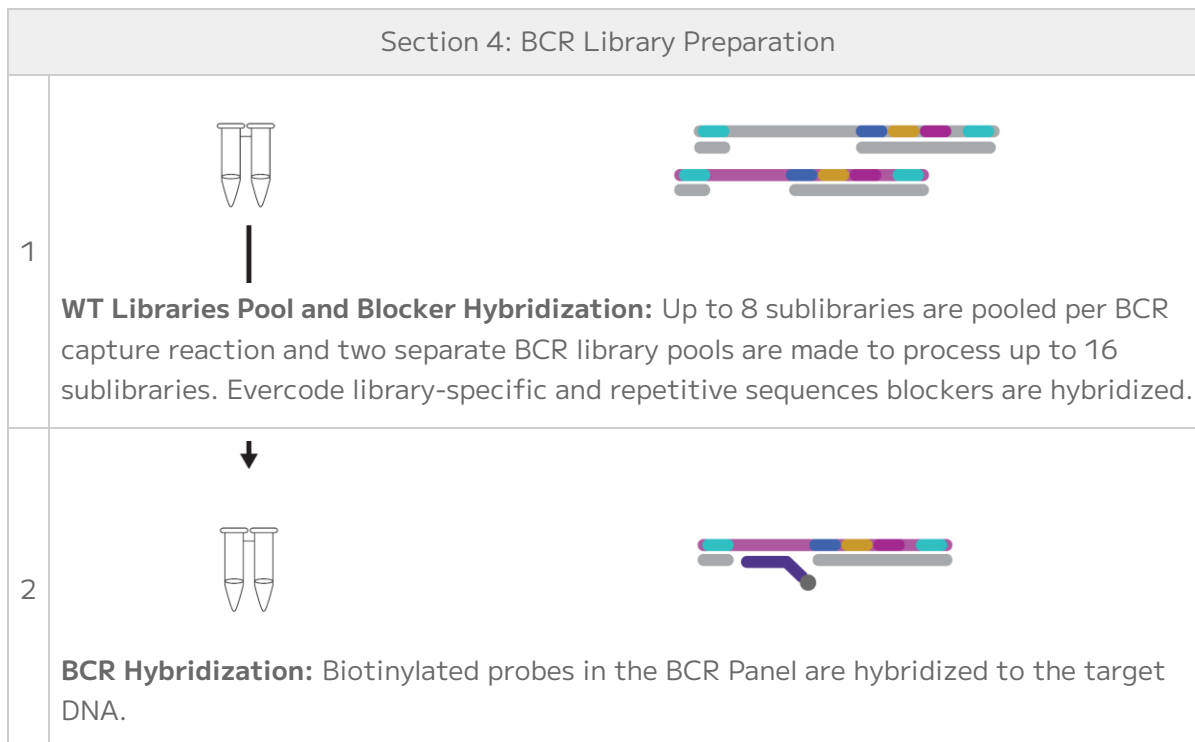 Section 4: BCR Library Preparation
1
WT Libraries Pool and Blocker Hybridization: Up to 8 sublibraries are pooled per BCR
capture reaction and two separate BCR library pools are made to process up to 16
sublibraries. Evercode library-specific and repetitive sequences blockers are hybridized.
2
BCR Hybridization: Biotinylated probes in the BCR Panel are hybridized to the target
DNA.